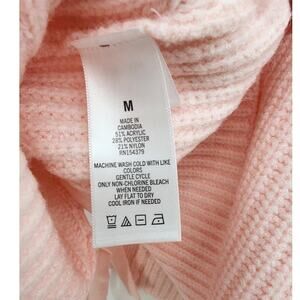 M
MADE IN
CAMBODIA
51% ACRYLIC
28% POLYESTER
21% NYLON
RN154379
MACHINE WASH COLD WITH LIKE
COLORS
GENTLE CYCLE
ONLY NON-CHLORINE BLEACH
WHEN NEEDED
LAY FLAT TO DRY
COOL IRON IF NEEDED